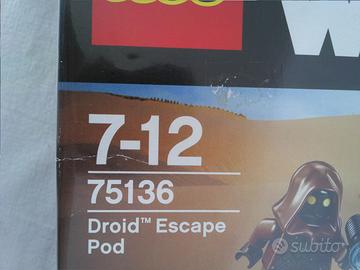 7-12
75136
Droid™ Escape
Pod
subito